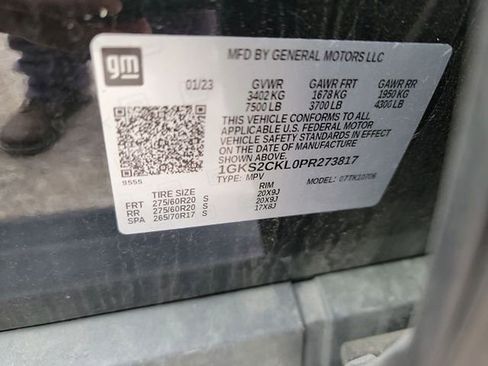 gm
MFD BY GENERAL MOTORS LLC
01/23 GVWR GAWR FRT GAWR RR
3402 KG 1678 KG 1950 KG
7500 LB 3700 LB 4300 LB
THIS VEHICLE CONFORMS TO ALL
APPLICABLE U.S. FEDERAL MOTOR
VEHICLE SAFETY STANDARDS IN EFFECT
ON THE DATE OF MANUFACTURE
SHOWN ABOVE.
1GKS2CKL0PR273817
9555 TYPE: MPV MODEL: 07TK10706
TIRE SIZE RIM
FRT 275/60R20 S 20X9J
RR 275/60R20 S 20X9J
SPA 265/70R17 S 17X8J